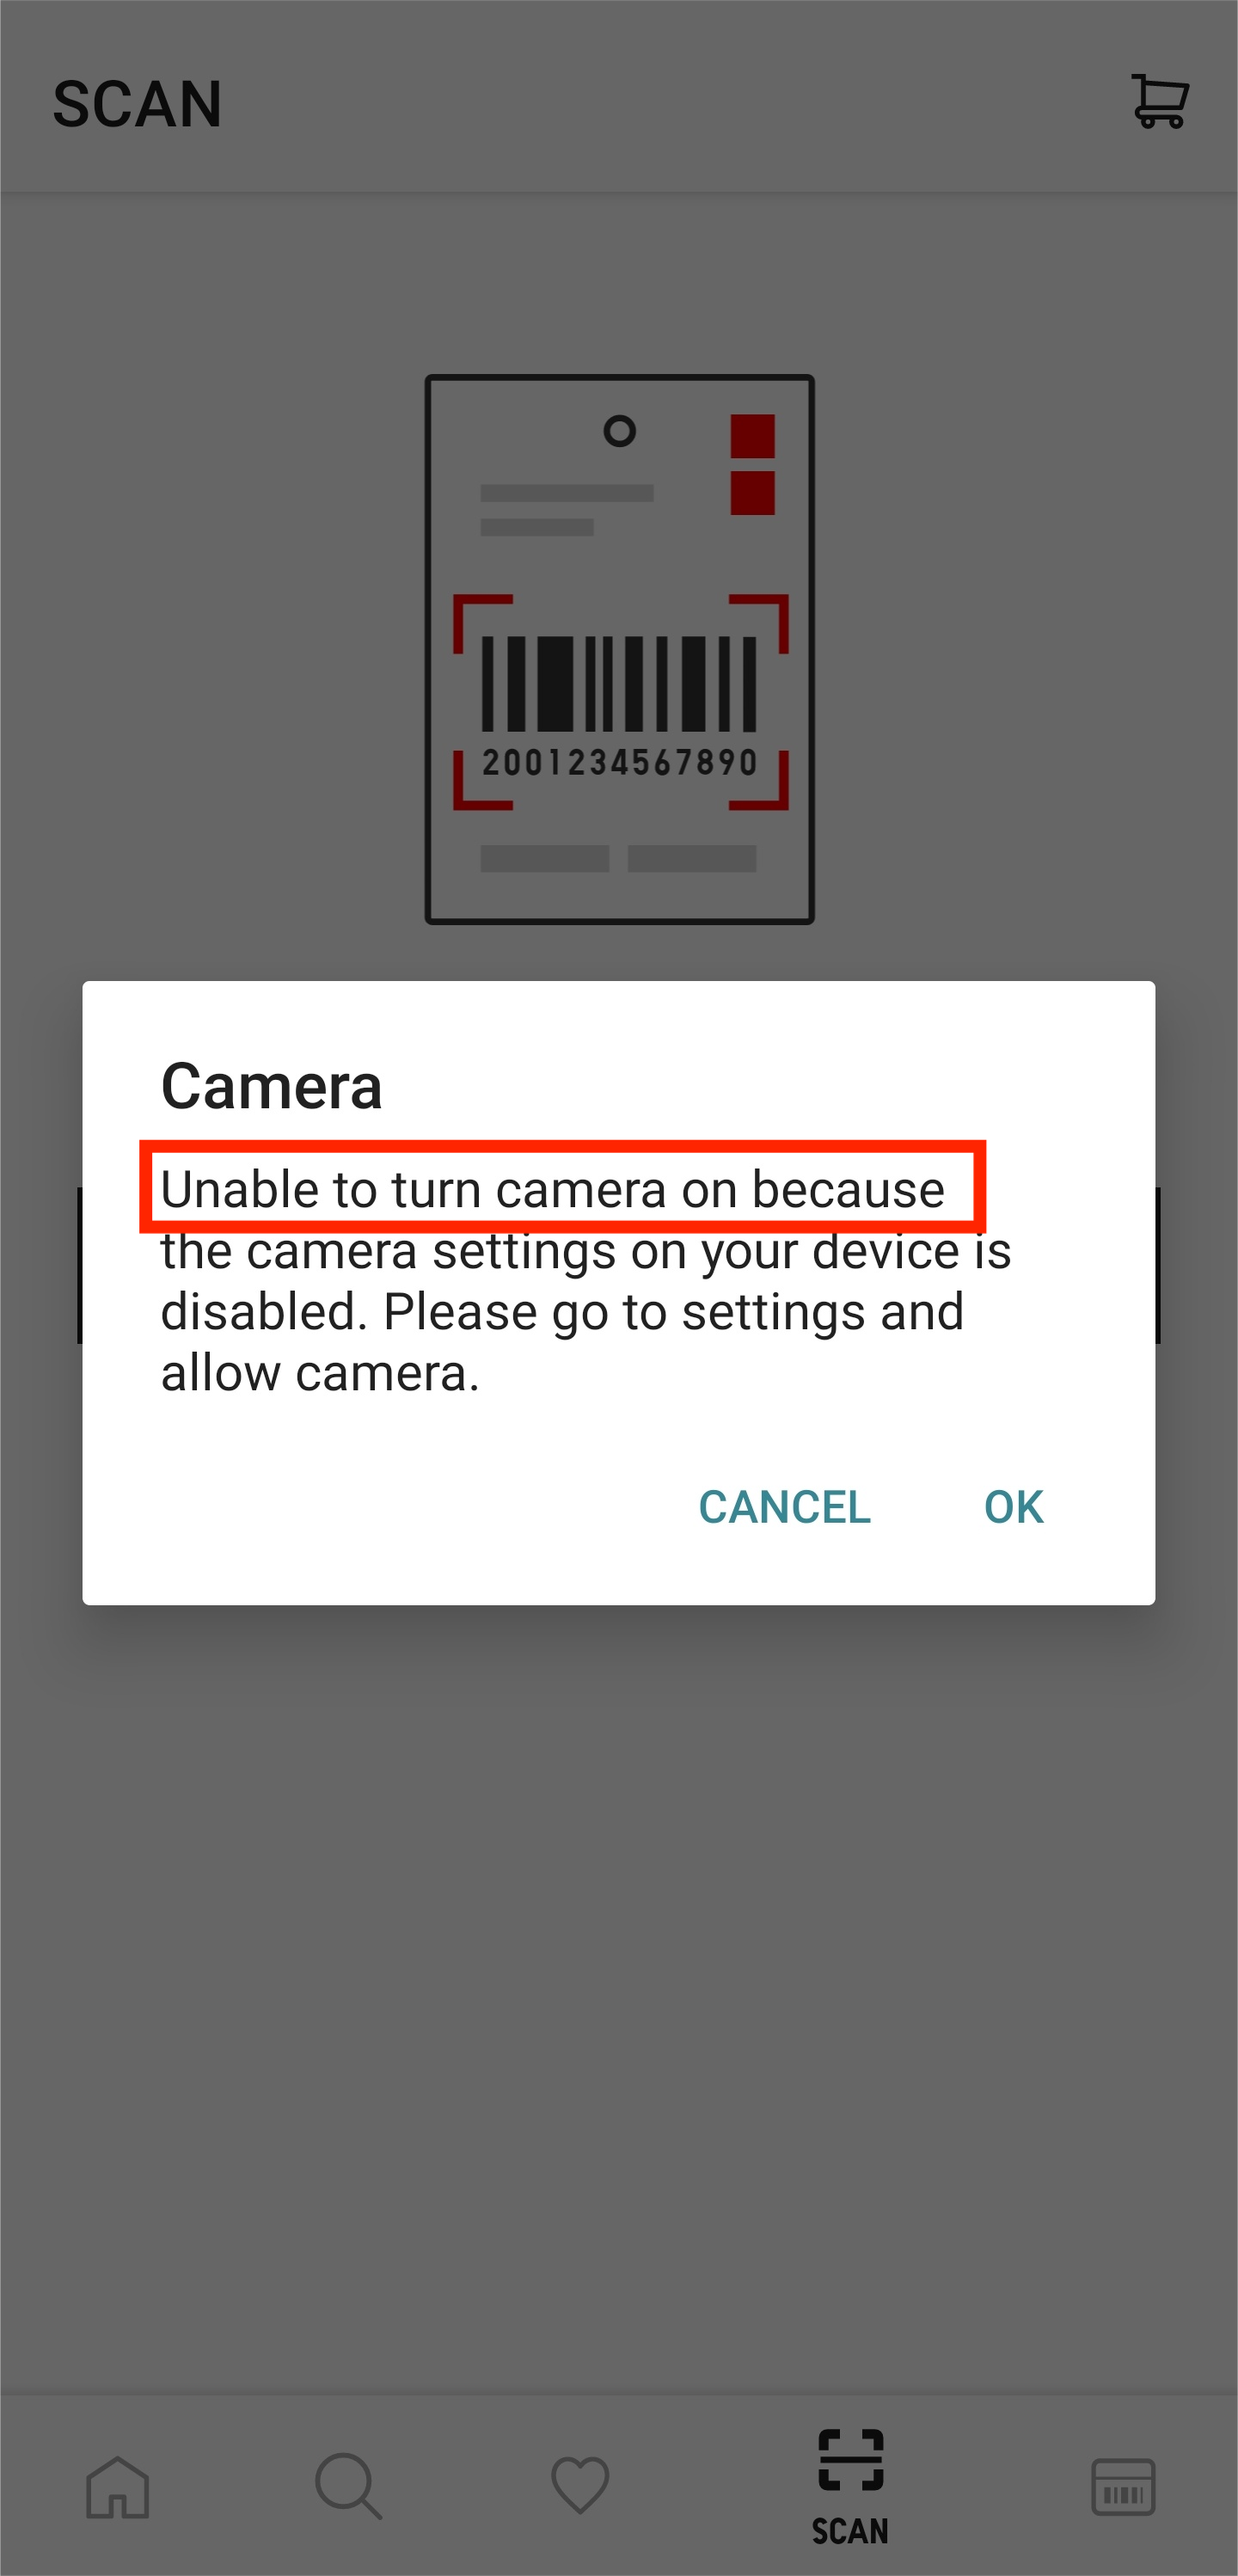 SCAN
2001234567890
Camera
Unable to turn camera on because
the camera settings on your device is
disabled. Please go to settings and
allow camera.
CANCEL OK
SCAN